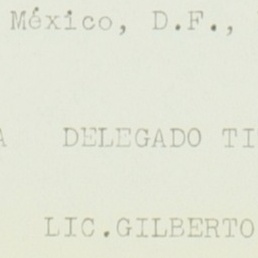 México, D.F.,
A DELEGADO TI
LIC.GILBERTO